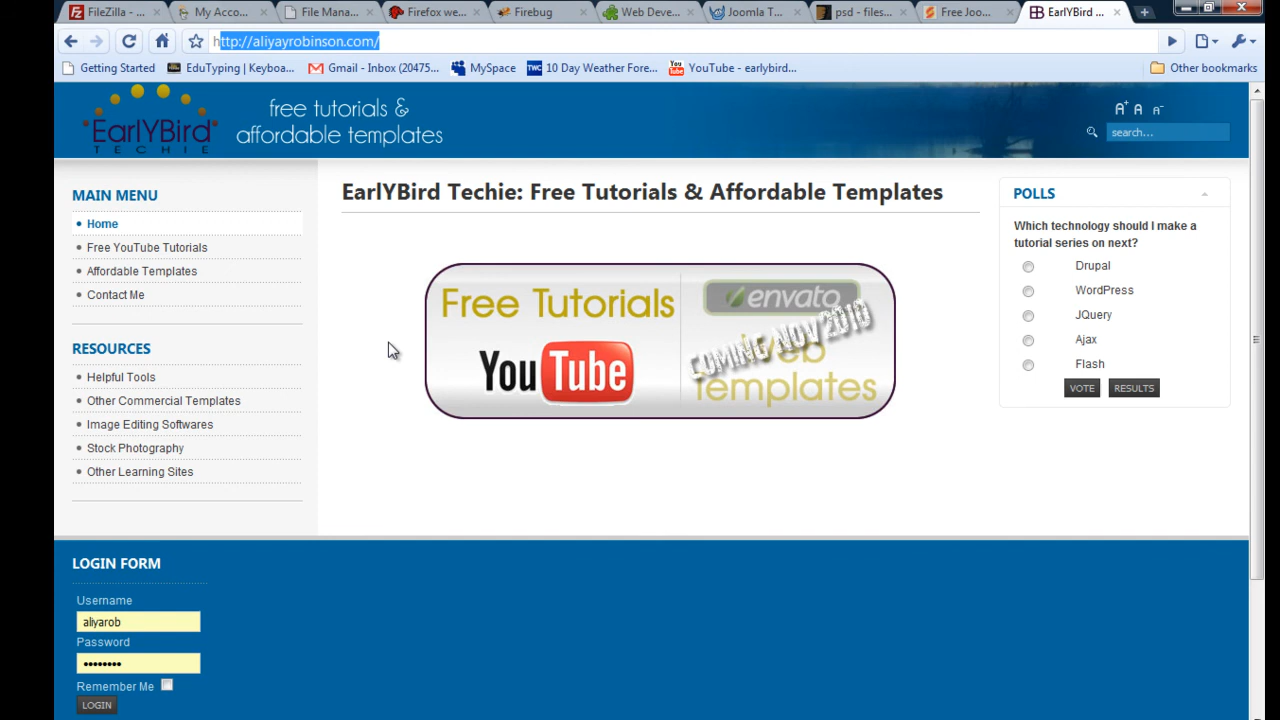 FileZilla - ...
My Acco...
File Mana...
Firefox we...
Firebug
Web Deve...
Joomla T...
psd - files...
Free Joo...
EarlYBird ...
http://aliyayrobinson.com/
Getting Started
EduTyping | Keyboa...
Gmail - Inbox (20475...
MySpace
TWC
10 Day Weather Fore...
YouTube - earlybird...
Other bookmarks
EarlYBird
TECHIE
free tutorials &
affordable templates
A+ A A-
search...
MAIN MENU
Home
Free YouTube Tutorials
Affordable Templates
Contact Me
RESOURCES
Helpful Tools
Other Commercial Templates
Image Editing Softwares
Stock Photography
Other Learning Sites
EarlYBird Techie: Free Tutorials & Affordable Templates
Free Tutorials
YouTube
envato
Web
Templates
COMING NOV 2010
POLLS
Which technology should I make a
tutorial series on next?
Drupal
WordPress
JQuery
Ajax
Flash
VOTE
RESULTS
LOGIN FORM
Username
aliyarob
Password
••••••••
Remember Me
LOGIN